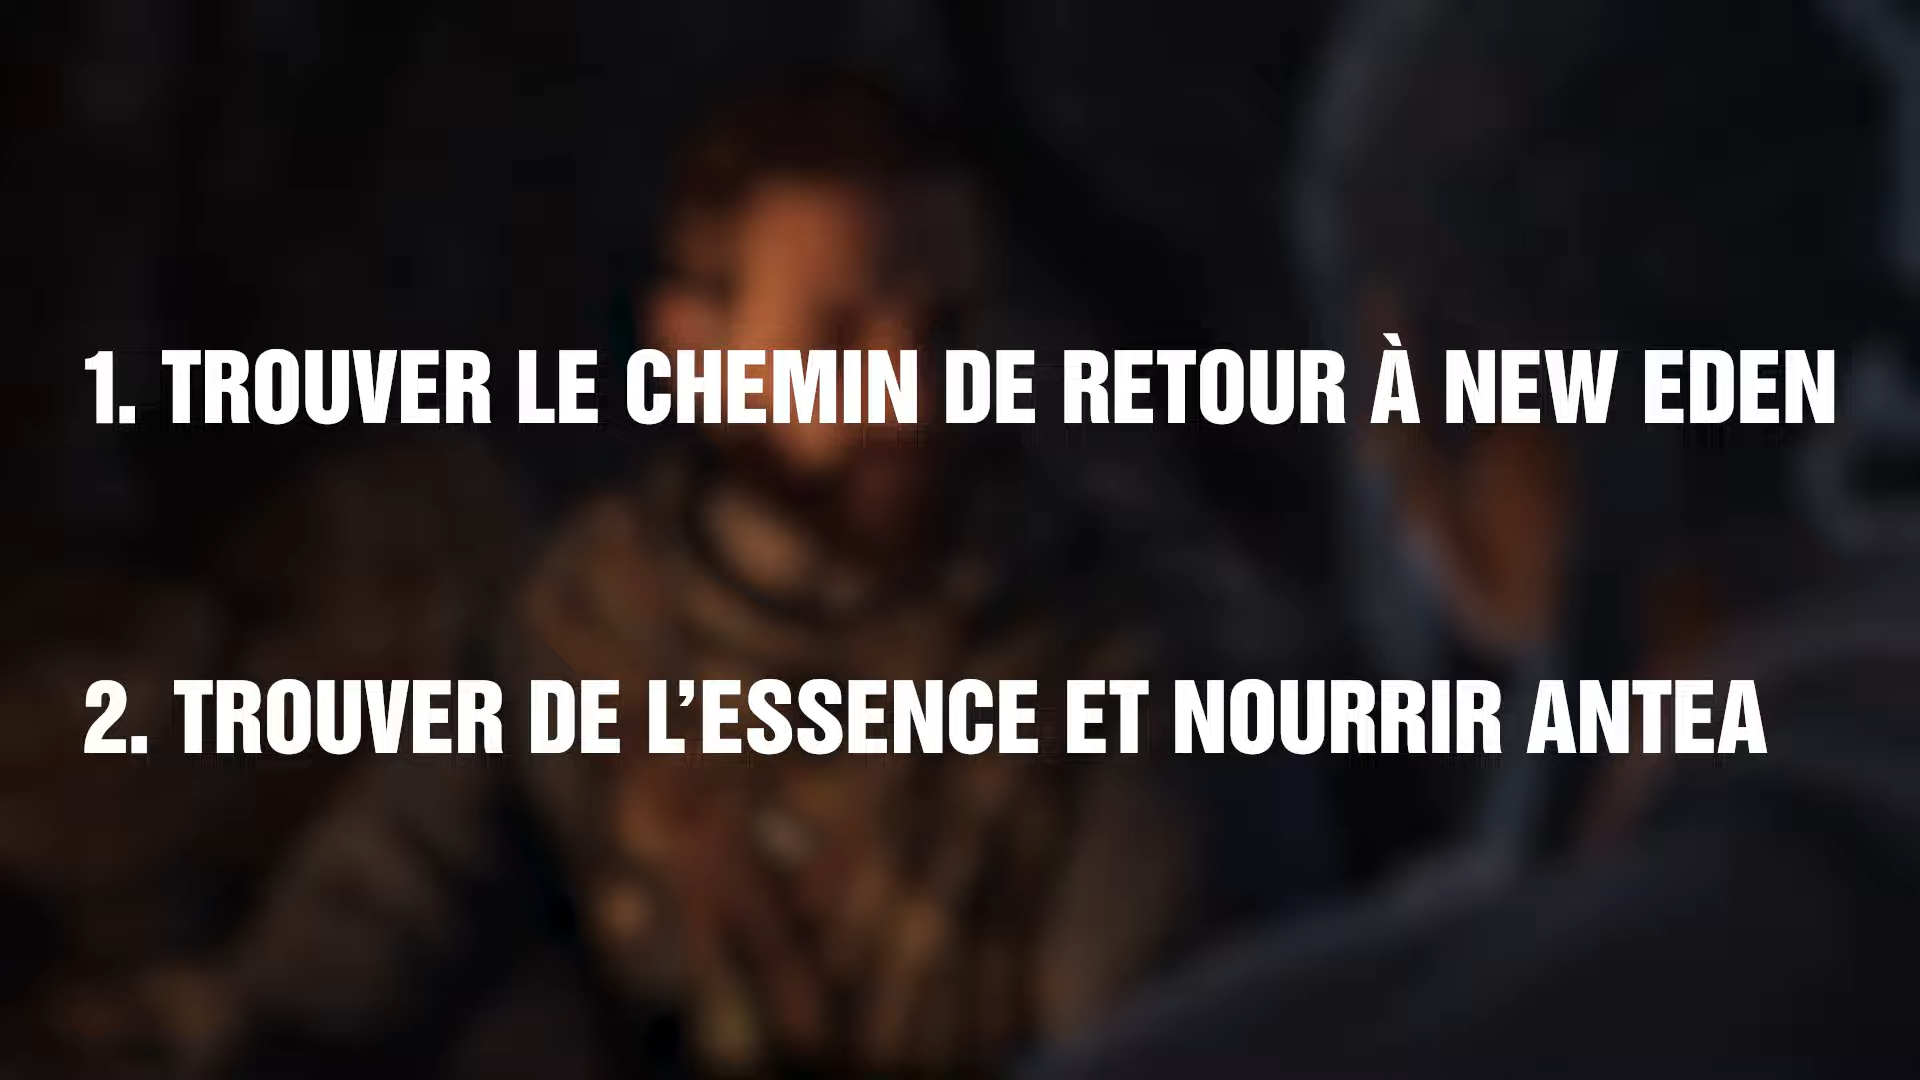 1. TROUVER LE CHEMIN DE RETOUR À NEW EDEN
2. TROUVER DE L’ESSENCE ET NOURRIR ANTEA